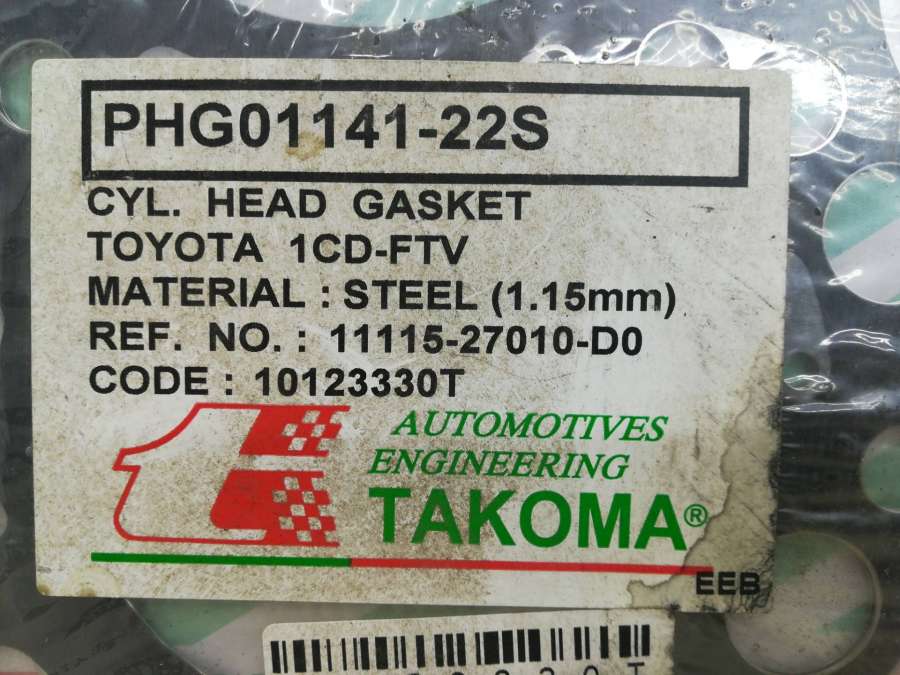 PHG01141-22S
CYL. HEAD GASKET
TOYOTA 1CD-FTV
MATERIAL : STEEL (1.15mm)
REF. NO. : 11115-27010-D0
CODE : 10123330T
AUTOMOTIVES
ENGINEERING
TAKOMA®
EEB